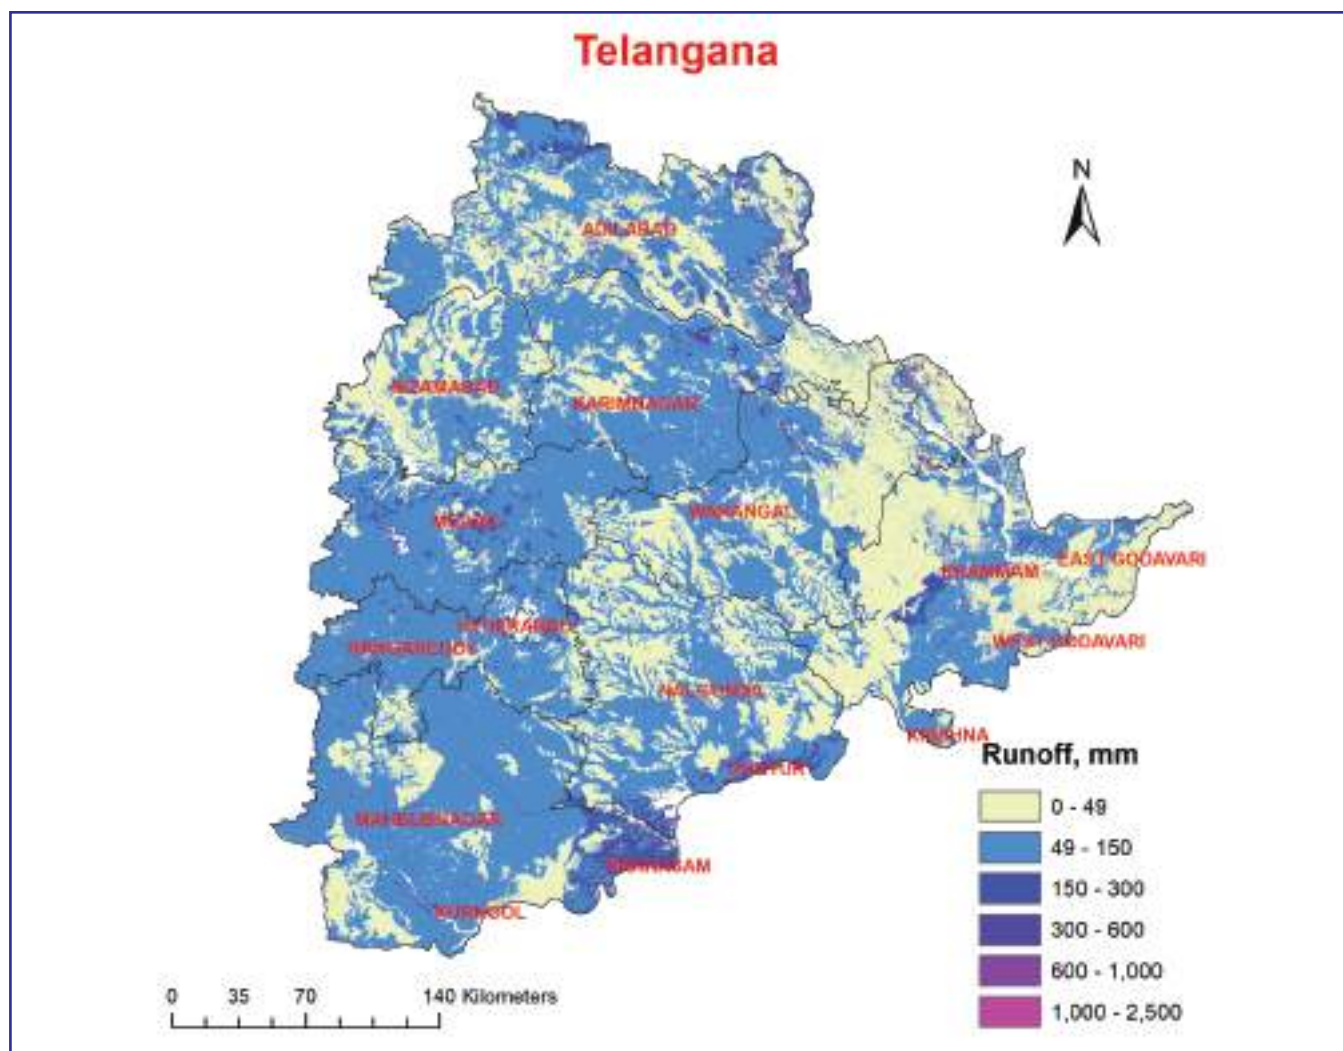 Telangana
N
ADILABAD
NIZAMABAD
KARIMNAGAR
WARANGAL
MEDAK
EAST GODAVARI
KHAMMAM
HYDERABAD
WEST GODAVARI
RANGAREDDY
NALGONDA
KRISHNA
Runoff, mm
GUNTUR
0 - 49
MAHBUBNAGAR
49 - 150
150 - 300
KURNOOL
300 - 600
600 - 1,000
0 35 70 140 Kilometers
1,000 - 2,500